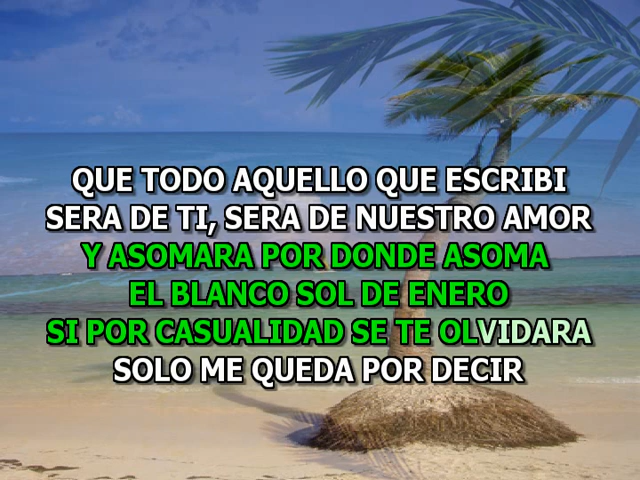 QUE TODO AQUELLO QUE ESCRIBI
SERA DE TI, SERA DE NUESTRO AMOR
Y ASOMARA POR DONDE ASOMA
EL BLANCO SOL DE ENERO
SI POR CASUALIDAD SE TE OLVIDARA
SOLO ME QUEDA POR DECIR